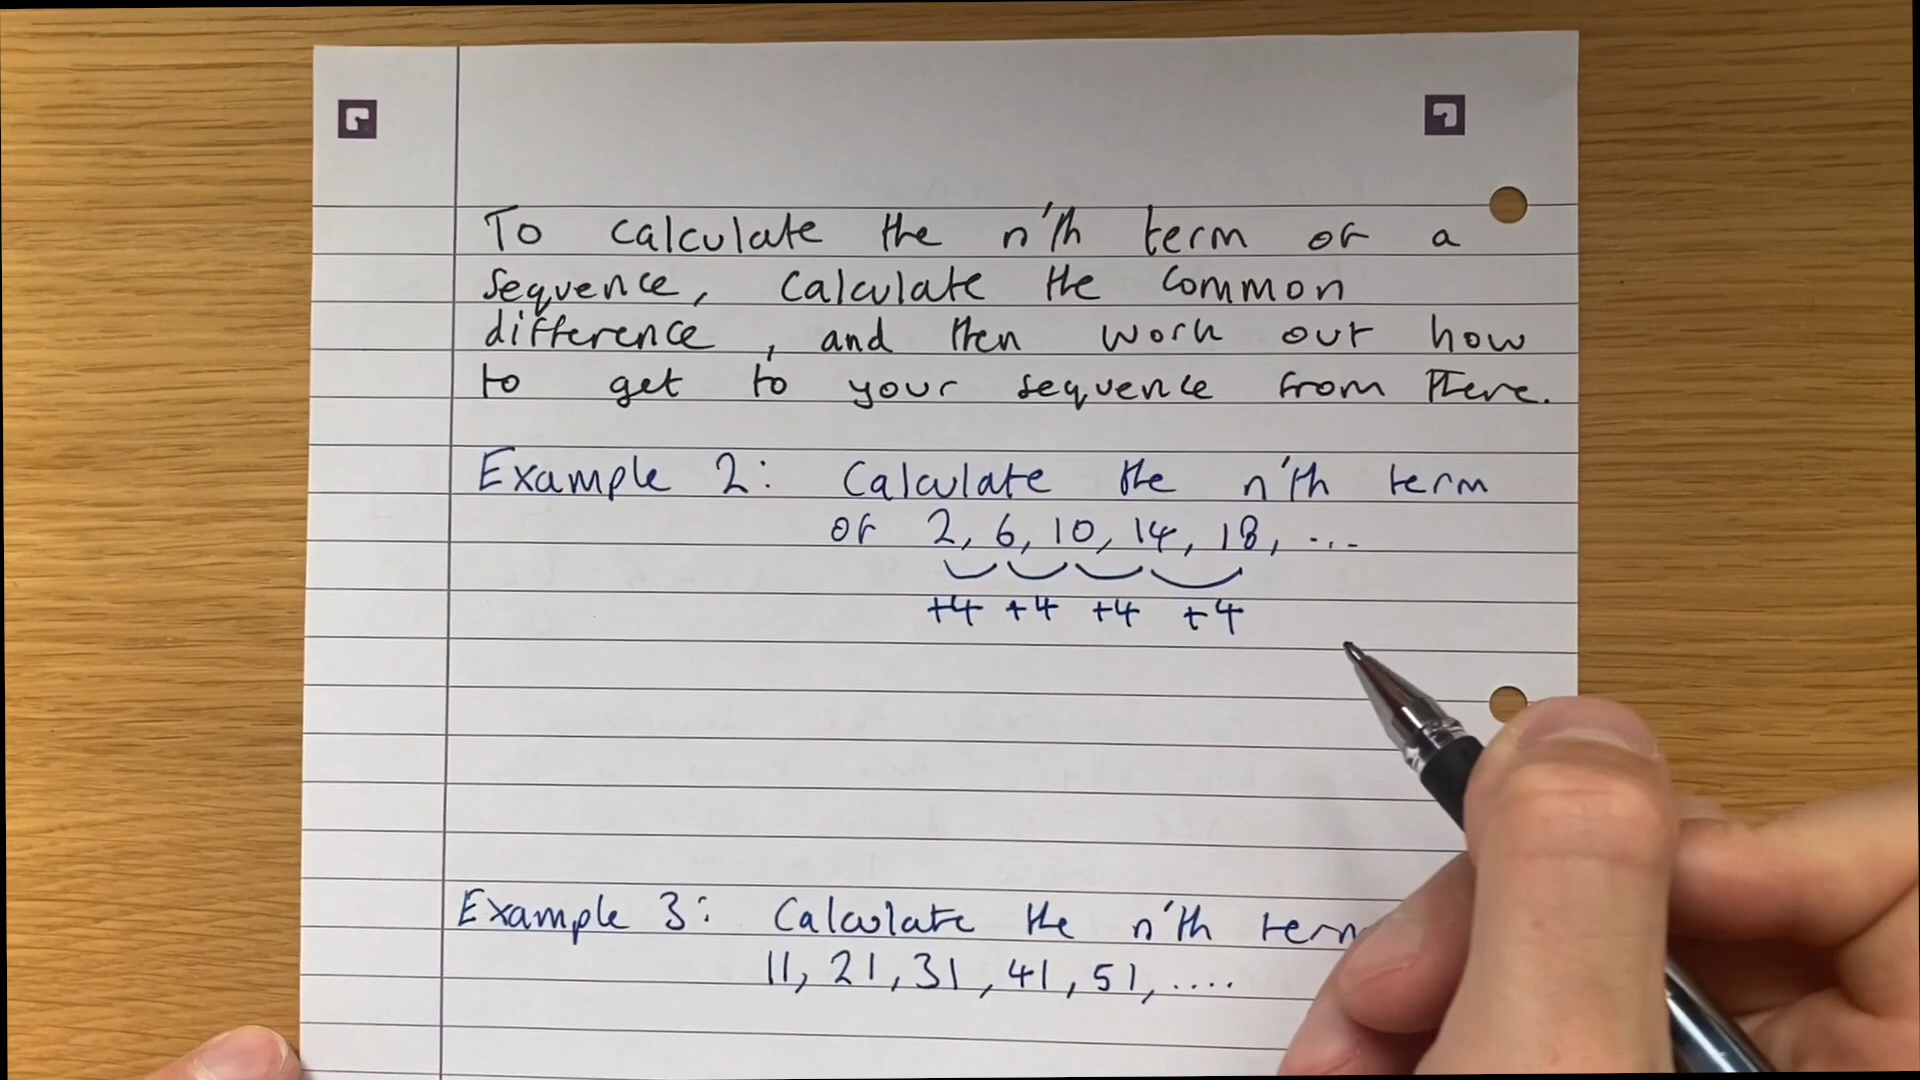 To calculate the n'th term of a
sequence, calculate the common
difference, and then work out how
to get to your sequence from there.
Example 2: Calculate the n'th term
of 2, 6, 10, 14, 18, ...
+4 +4 +4 +4
Example 3: Calculate the n'th term
11, 21, 31, 41, 51, ....